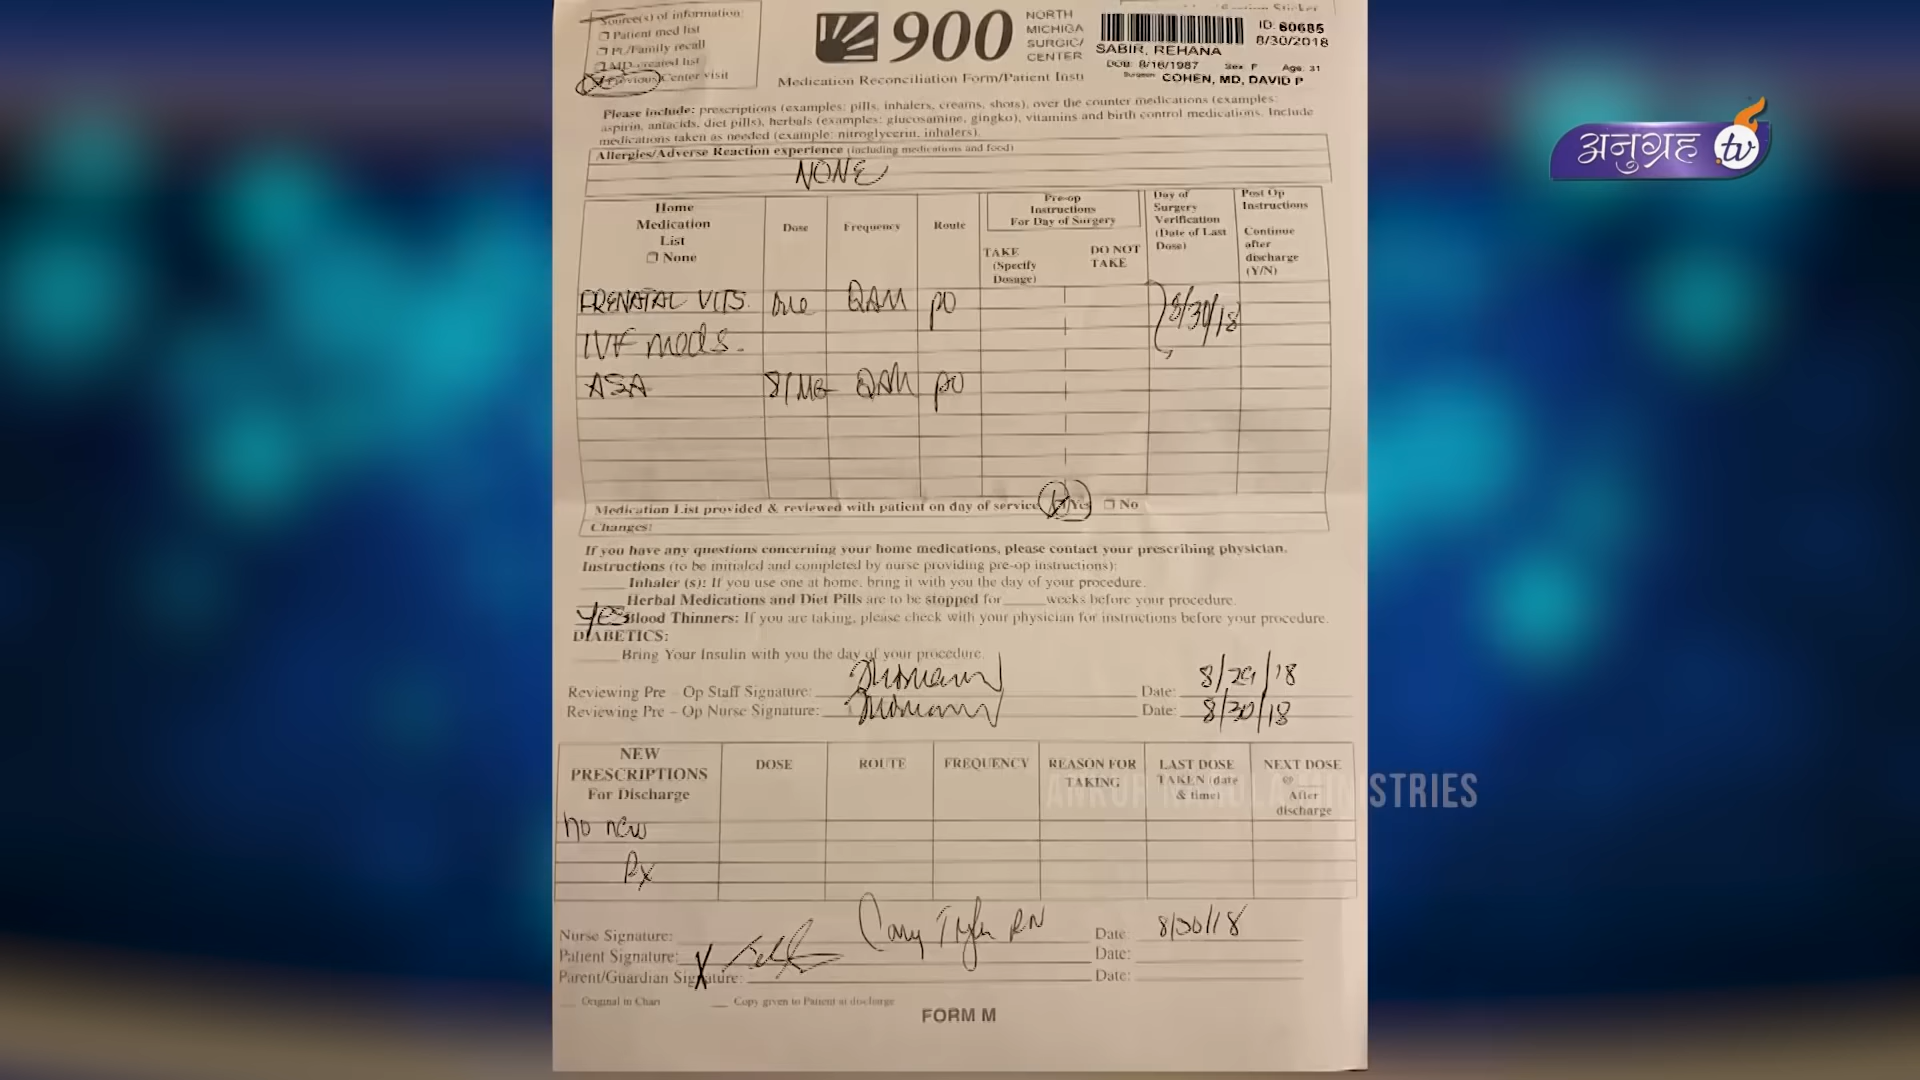 Source(s) of information:
Patient med list
Pt./Family recall
MD-created list
Previous Center visit
900
NORTH
MICHIGA
SURGIC/
CENTER
Medication Reconciliation Form/Patient Insti
ID: 60685
8/30/2018
SABIR, REHANA
DOB: 8/16/1987 Sex: F Age: 31
Surgeon: COHEN, MD, DAVID P
अनुग्रह tv
Please include: prescriptions (examples: pills, inhalers, creams, shots), over the counter medications (examples:
aspirin, antacids, diet pills), herbals (examples: glucosamine, gingko), vitamins and birth control medications. Include
medications taken as needed (example: nitroglycerin, inhalers).
Allergies/Adverse Reaction experience (including medications and food)
NONE
Home Medication List
None
Dose
Frequency
Route
Pre-op
Instructions
For Day of Surgery
TAKE
(Specify
Dosage)
DO NOT
TAKE
Day of
Surgery
Verification
(Date of Last
Dose)
Post Op
Instructions
Continue
after
discharge
(Y/N)
PRENATAL VITS. one QAM po 8/30/18
IVF meds.
ASA 81MG QAM po
Medication List provided & reviewed with patient on day of service Yes No
Changes:
If you have any questions concerning your home medications, please contact your prescribing physician.
Instructions (to be initialed and completed by nurse providing pre-op instructions):
Inhaler (s): If you use one at home, bring it with you the day of your procedure.
Herbal Medications and Diet Pills are to be stopped for ____ weeks before your procedure.
YES Blood Thinners: If you are taking, please check with your physician for instructions before your procedure.
DIABETICS:
Bring Your Insulin with you the day of your procedure.
Reviewing Pre – Op Staff Signature: Date: 8/29/18
Reviewing Pre – Op Nurse Signature: Date: 8/30/18
NEW
PRESCRIPTIONS
For Discharge
DOSE
ROUTE
FREQUENCY
REASON FOR
TAKING
LAST DOSE
TAKEN (date
& time)
NEXT DOSE
@
After
discharge
ANKUR NARULA MINISTRIES
no new
Rx
Nurse Signature: Cary Tyler RN Date: 8/30/18
Patient Signature: X Date:
Parent/Guardian Signature: Date:
Original in Chart Copy given to Patient at discharge
FORM M